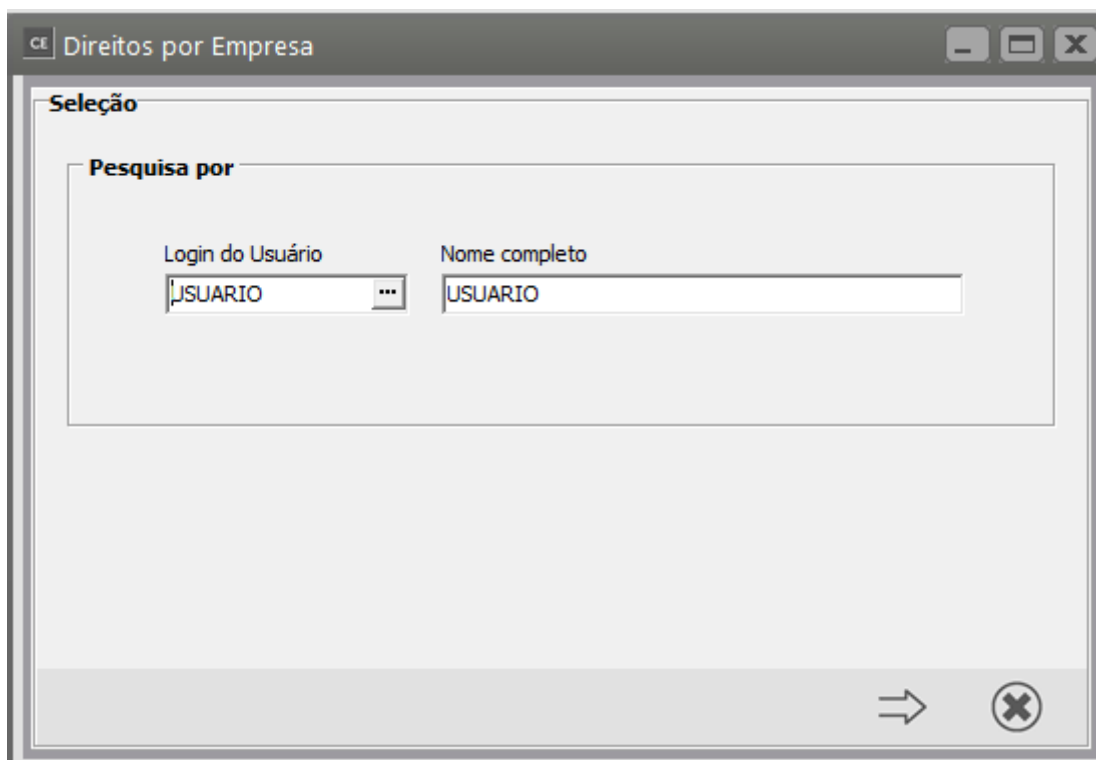 CE Direitos por Empresa
Seleção
Pesquisa por
Login do Usuário Nome completo
USUARIO ... USUARIO